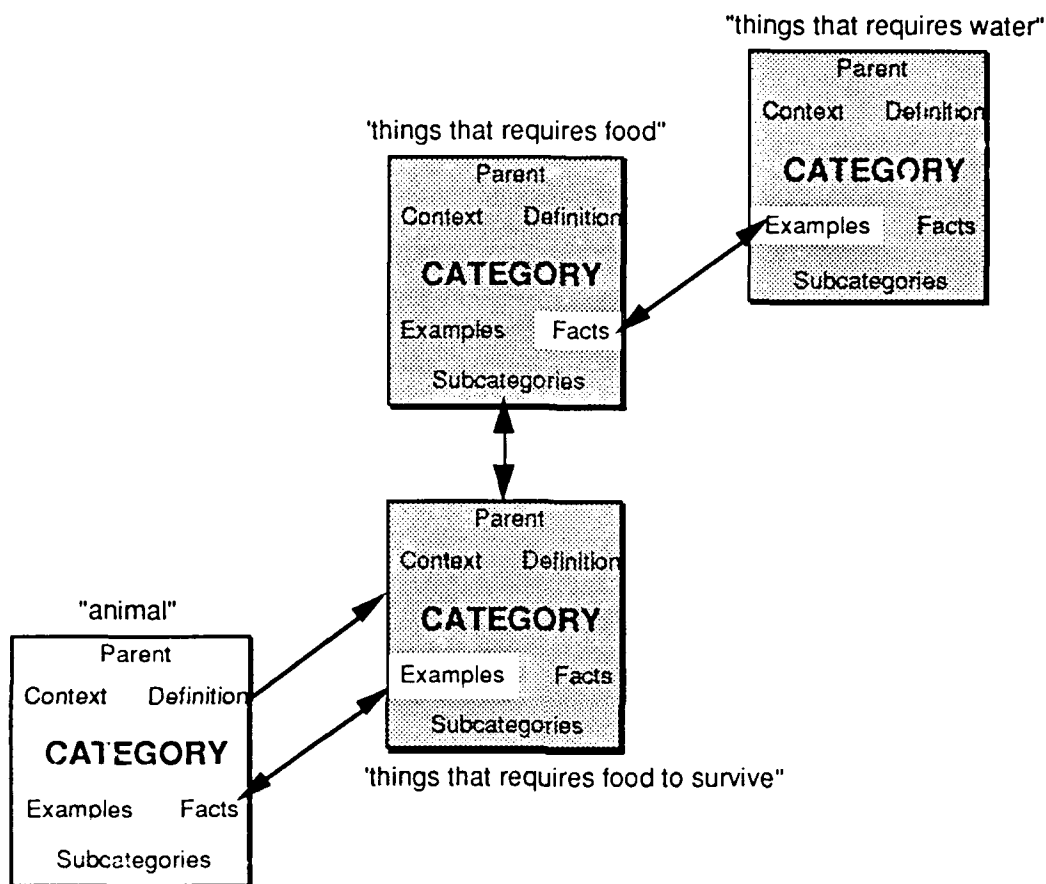 "things that requires water"
Parent
Context Definition
CATEGORY
Examples Facts
Subcategories
'things that requires food"
Parent
Context Definition
CATEGORY
Examples Facts
Subcategories
Parent
Context Definition
CATEGORY
Examples Facts
Subcategories
'things that requires food to survive"
"animal"
Parent
Context Definition
CATEGORY
Examples Facts
Subcategories